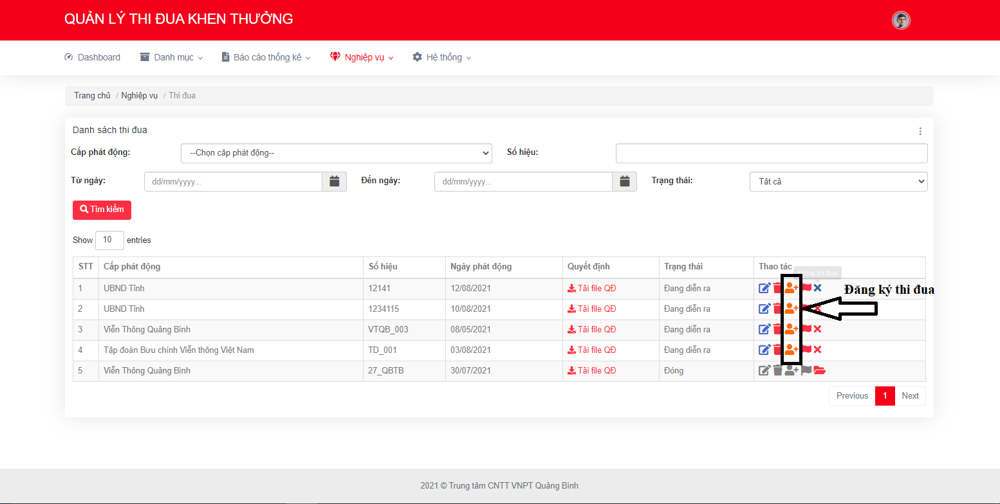 QUẢN LÝ THI ĐUA KHEN THƯỞNG
Dashboard Danh mục Báo cáo thống kê Nghiệp vụ Hệ thống
Trang chủ / Nghiệp vụ / Thi đua
Danh sách thi đua
Cấp phát động: --Chọn cấp phát động-- Số hiệu:
Từ ngày: dd/mm/yyyy... Đến ngày: dd/mm/yyyy... Trạng thái: Tất cả
Tìm kiếm
Show 10 entries
STT Cấp phát động Số hiệu Ngày phát động Quyết định Trạng thái Thao tác
Đóng thi đua
1 UBND Tỉnh 12141 12/08/2021 Tải file QĐ Đang diễn ra
Đăng ký thi đua
2 UBND Tỉnh 1234115 10/08/2021 Tải file QĐ Đang diễn ra
3 Viễn Thông Quảng Bình VTQB_003 08/05/2021 Tải file QĐ Đang diễn ra
4 Tập đoàn Bưu chính Viễn thông Việt Nam TD_001 03/08/2021 Tải file QĐ Đang diễn ra
5 Viễn Thông Quảng Bình 27_QBTB 30/07/2021 Tải file QĐ Đóng
Previous 1 Next
2021 © Trung tâm CNTT VNPT Quảng Bình